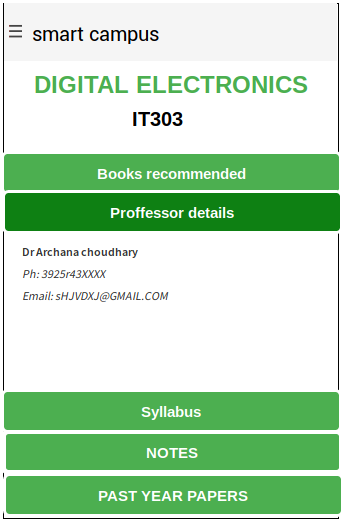 smart campus
DIGITAL ELECTRONICS
IT303
Books recommended
Proffessor details
Dr Archana choudhary
Ph: 3925r43XXXX
Email: sHJVDXJ@GMAIL.COM
Syllabus
NOTES
PAST YEAR PAPERS